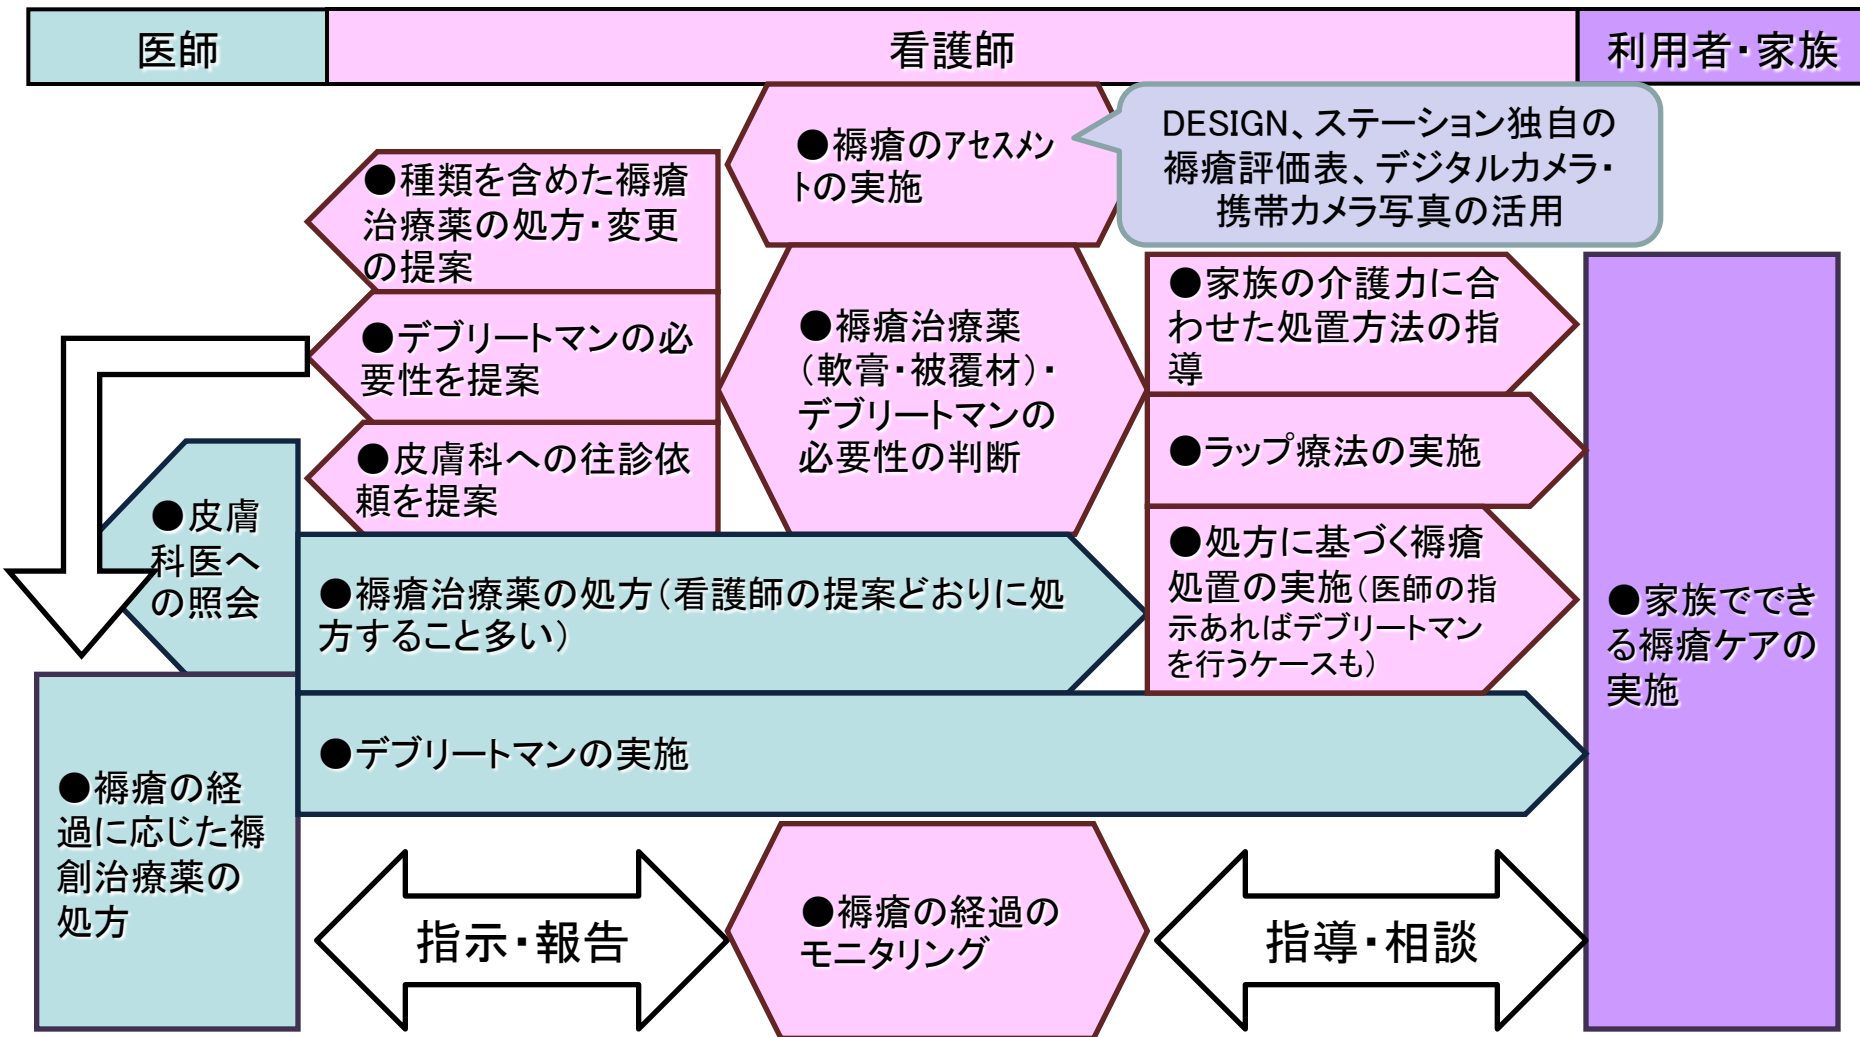 医師
看護師
利用者・家族
●褥瘡のアセスメン
トの実施
DESIGN、ステーション独自の
褥瘡評価表、デジタルカメラ・
携帯カメラ写真の活用
●種類を含めた褥瘡
治療薬の処方・変更
の提案
●デブリートマンの必
要性を提案
●皮膚科への往診依
頼を提案
●褥瘡治療薬
(軟膏・被覆材)・
デブリートマンの
必要性の判断
●家族の介護力に合
わせた処置方法の指
導
●ラップ療法の実施
●処方に基づく褥瘡
処置の実施(医師の指
示あればデブリートマン
を行うケースも)
●皮膚
科医へ
の照会
●褥瘡治療薬の処方(看護師の提案どおりに処
方すること多い)
●デブリートマンの実施
●家族ででき
る褥瘡ケアの
実施
●褥瘡の経
過に応じた褥
創治療薬の
処方
指示・報告
●褥瘡の経過の
モニタリング
指導・相談